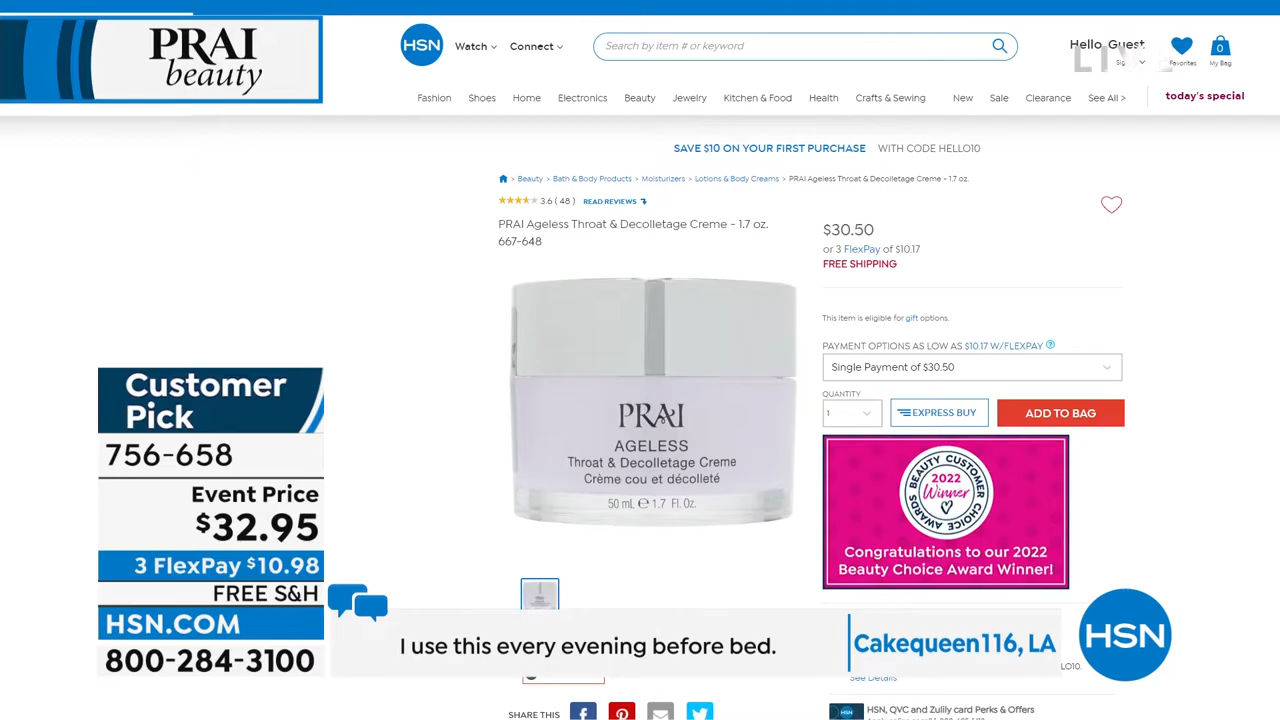 PRAI
beauty
HSN
Watch
Connect
Search by item # or keyword
Hello, Guest
LIVE
Favorites
0
My Bag
Fashion Shoes Home Electronics Beauty Jewelry Kitchen & Food Health Crafts & Sewing New Sale Clearance See All > today's special
SAVE $10 ON YOUR FIRST PURCHASE WITH CODE HELLO10
> Beauty > Bath & Body Products > Moisturizers > Lotions & Body Creams > PRAI Ageless Throat & Decolletage Creme - 1.7 oz.
3.6 ( 48 ) READ REVIEWS
PRAI Ageless Throat & Decolletage Creme - 1.7 oz.
667-648
$30.50
or 3 FlexPay of $10.17
FREE SHIPPING
This item is eligible for gift options.
PAYMENT OPTIONS AS LOW AS $10.17 W/FLEXPAY ?
Single Payment of $30.50
QUANTITY
1
EXPRESS BUY
ADD TO BAG
PRAI
AGELESS
Throat & Decolletage Creme
Crème cou et décolleté
50 mL ℮ 1.7 Fl. Oz.
BEAUTY CUSTOMER
2022
Winner
CHOICE AWARDS
Congratulations to our 2022
Beauty Choice Award Winner!
Customer
Pick
756-658
Event Price
$32.95
3 FlexPay $10.98
FREE S&H
HSN.COM
800-284-3100
I use this every evening before bed.
Cakequeen116, LA
HSN
LO10.
See Details
SHARE THIS
HSN
HSN, QVC and Zulily card Perks & Offers